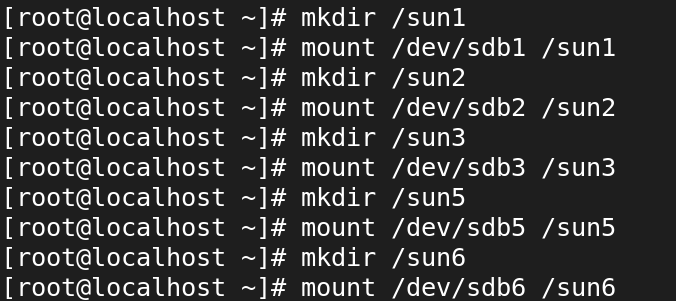 [root@localhost ~]# mkdir /sun1
[root@localhost ~]# mount /dev/sdb1 /sun1
[root@localhost ~]# mkdir /sun2
[root@localhost ~]# mount /dev/sdb2 /sun2
[root@localhost ~]# mkdir /sun3
[root@localhost ~]# mount /dev/sdb3 /sun3
[root@localhost ~]# mkdir /sun5
[root@localhost ~]# mount /dev/sdb5 /sun5
[root@localhost ~]# mkdir /sun6
[root@localhost ~]# mount /dev/sdb6 /sun6